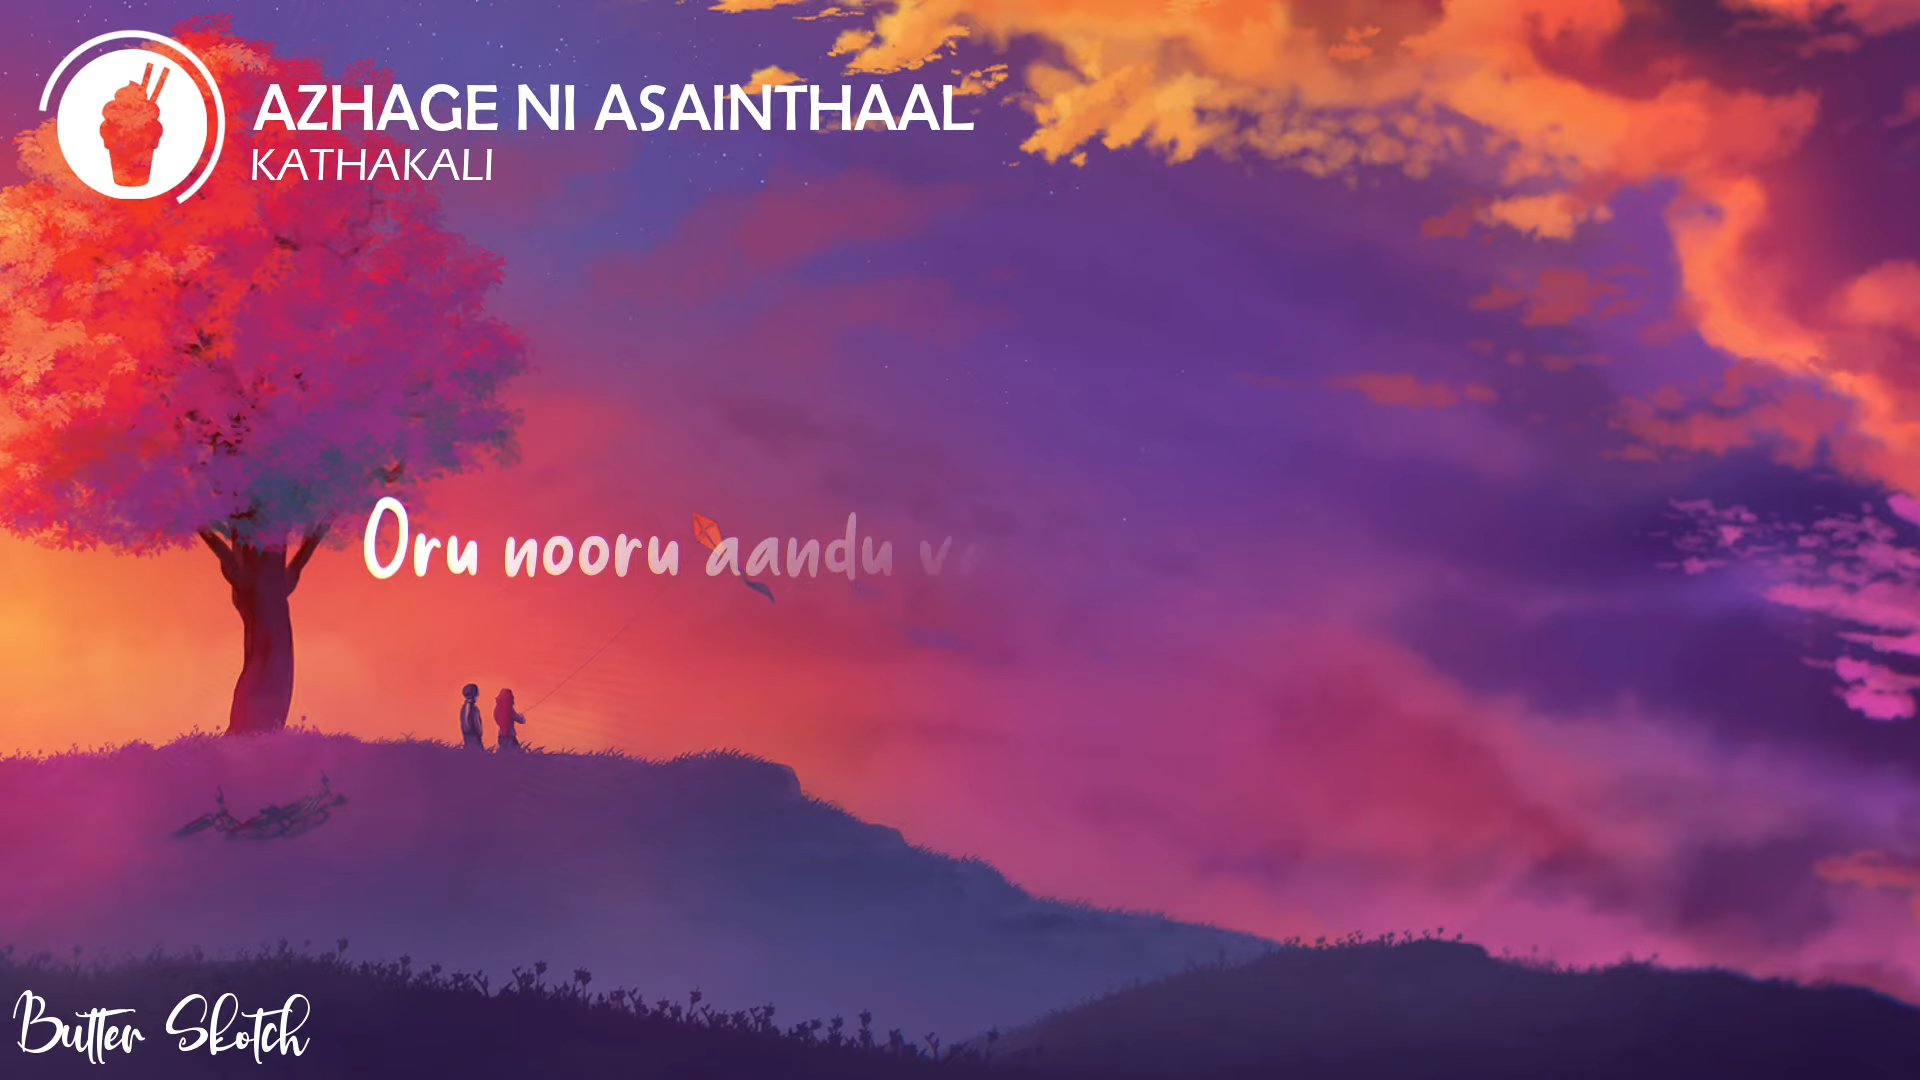 AZHAGE NI ASAINTHAAL
KATHAKALI
Oru nooru aandu
Butter Skotch